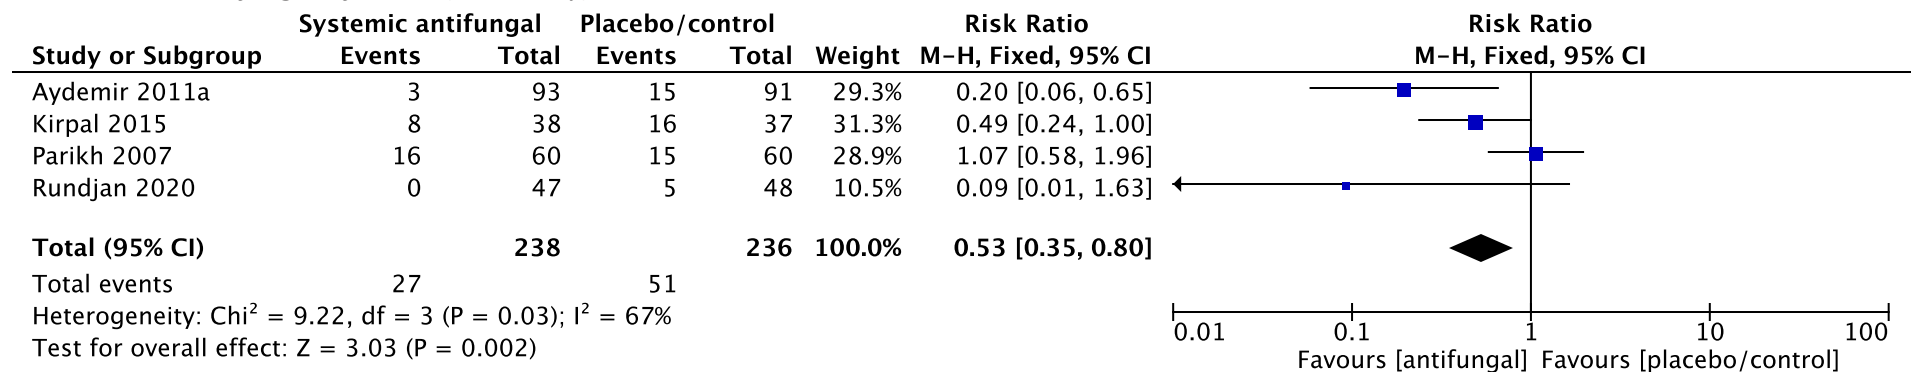 Systemic antifungal Placebo/control Risk Ratio Risk Ratio
Study or Subgroup Events Total Events Total Weight M-H, Fixed, 95% CI M-H, Fixed, 95% CI
Aydemir 2011a 3 93 15 91 29.3% 0.20 [0.06, 0.65]
Kirpal 2015 8 38 16 37 31.3% 0.49 [0.24, 1.00]
Parikh 2007 16 60 15 60 28.9% 1.07 [0.58, 1.96]
Rundjan 2020 0 47 5 48 10.5% 0.09 [0.01, 1.63]
Total (95% CI) 238 236 100.0% 0.53 [0.35, 0.80]
Total events 27 51
Heterogeneity: Chi² = 9.22, df = 3 (P = 0.03); I² = 67%
Test for overall effect: Z = 3.03 (P = 0.002)
0.01 0.1 1 10 100
Favours [antifungal] Favours [placebo/control]